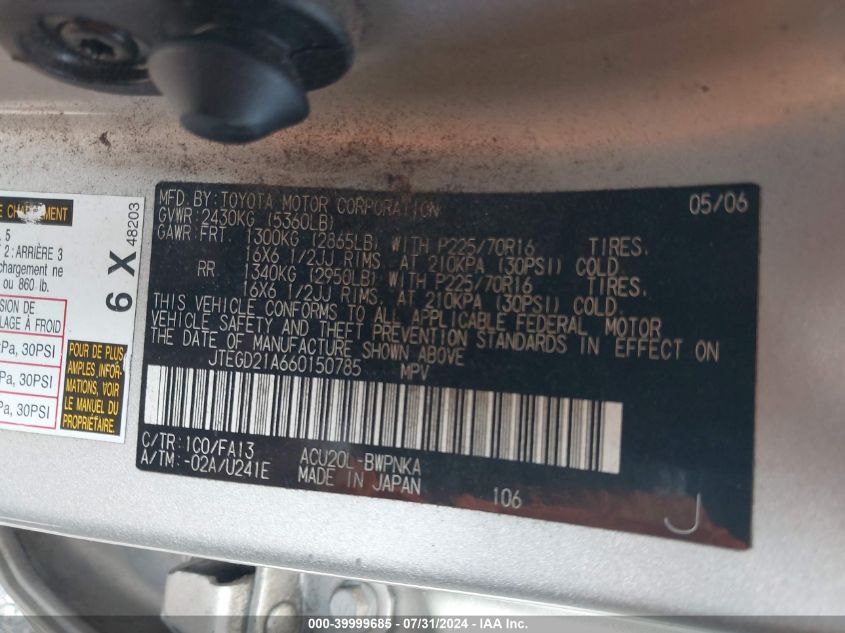 E CHARGEMENT
5
2 : ARRIÈRE 3
chargement ne
ou 860 lb.
SION DE
LAGE À FROID
Pa, 30PSI
Pa, 30PSI
Pa, 30PSI
POUR DE PLUS
AMPLES INFOR-
MATIONS, VOIR
LE MANUEL DU
PROPRIÉTAIRE.
6 X 48203
MFD. BY: TOYOTA MOTOR CORPORATION 05/06
GVWR: 2430KG (5360LB)
GAWR: FRT 1300KG (2865LB) WITH P225/70R16 TIRES.
16X6 1/2JJ RIMS. AT 210KPA (30PSI) COLD.
RR 1340KG (2950LB) WITH P225/70R16 TIRES.
16X6 1/2JJ RIMS. AT 210KPA (30PSI) COLD.
THIS VEHICLE CONFORMS TO ALL APPLICABLE FEDERAL MOTOR
VEHICLE SAFETY AND THEFT PREVENTION STANDARDS IN EFFECT ON
THE DATE OF MANUFACTURE SHOWN ABOVE
JTEGD21A660150785 MPV
C/TR: 1C0/FA13 ACU20L-BWPNKA
A/TM: -02A/U241E MADE IN JAPAN
106
J
000-39999685 - 07/31/2024 - IAA Inc.